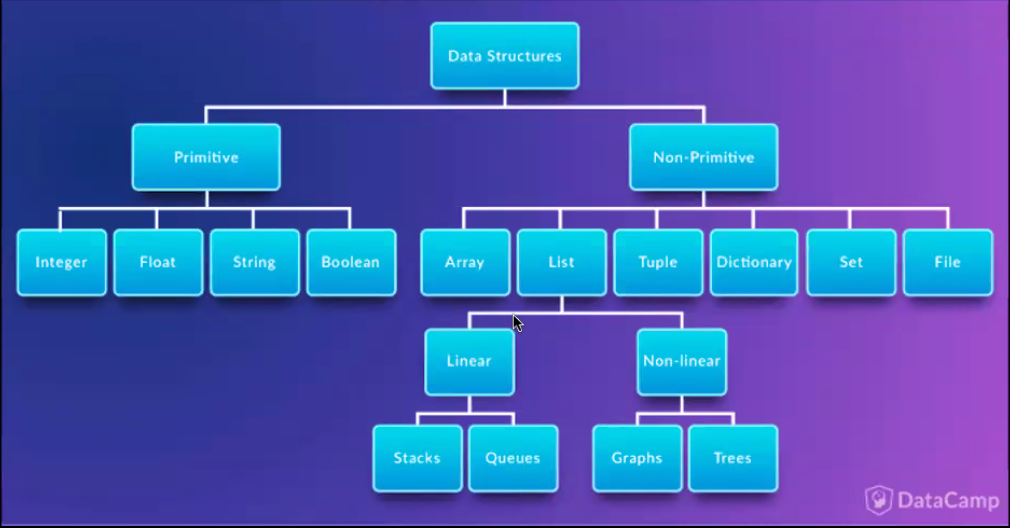 Data Structures
Primitive
Non-Primitive
Integer
Float
String
Boolean
Array
List
Tuple
Dictionary
Set
File
Linear
Non-linear
Stacks
Queues
Graphs
Trees
DataCamp